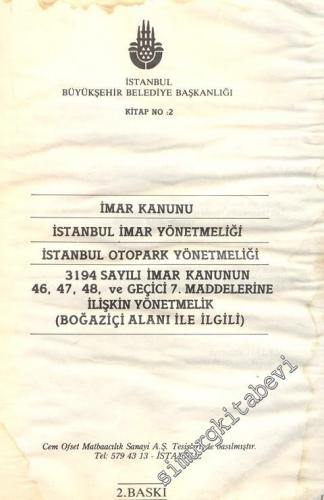 İSTANBUL
BÜYÜKŞEHİR BELEDİYE BAŞKANLIĞI
KİTAP NO :2
İMAR KANUNU
İSTANBUL İMAR YÖNETMELİĞİ
İSTANBUL OTOPARK YÖNETMELİĞİ
3194 SAYILI İMAR KANUNUN
46, 47, 48, ve GEÇİCİ 7. MADDELERİNE
İLİŞKİN YÖNETMELİK
(BOĞAZİÇİ ALANI İLE İLGİLİ)
Cem Ofset Matbaacılık Sanayi A.Ş. Tesislerinde basılmıştır.
Tel: 579 43 13 - İSTANBUL
2.BASKI
simurgkitabevi